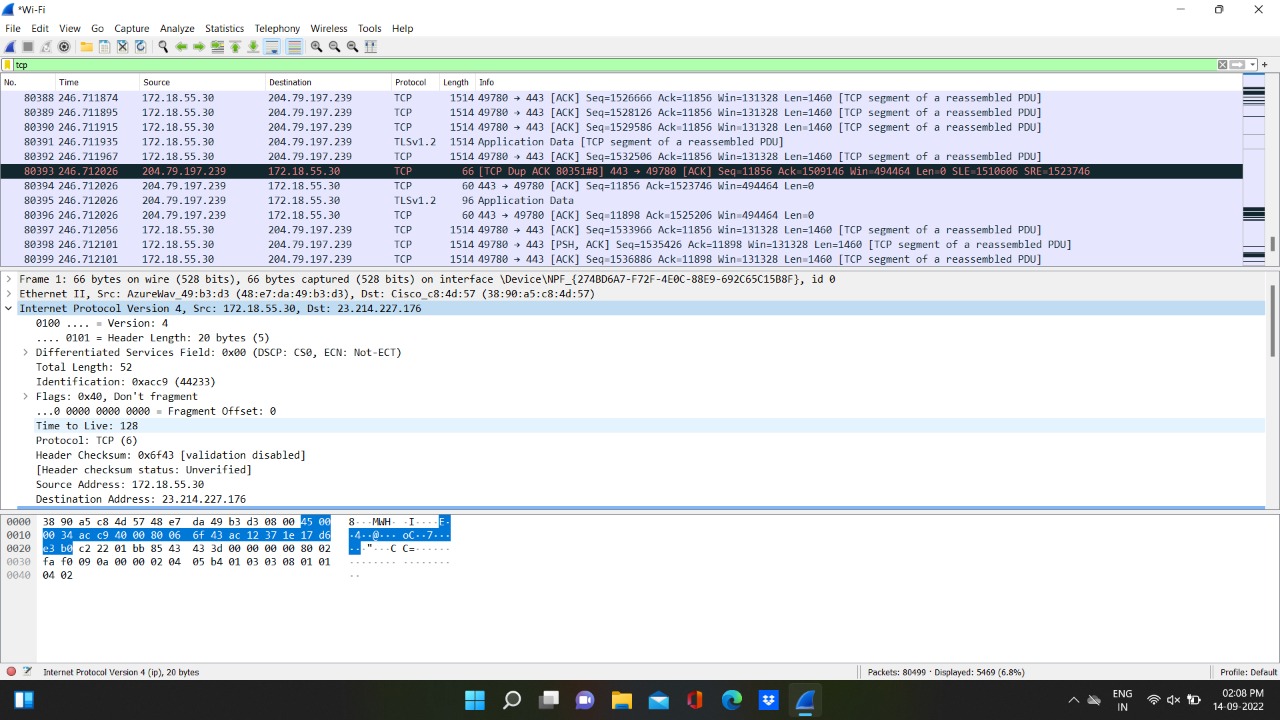 *Wi-Fi
File Edit View Go Capture Analyze Statistics Telephony Wireless Tools Help
tcp
No. Time Source Destination Protocol Length Info
80388 246.711874 172.18.55.30 204.79.197.239 TCP 1514 49780 → 443 [ACK] Seq=1526666 Ack=11856 Win=131328 Len=1460 [TCP segment of a reassembled PDU]
80389 246.711895 172.18.55.30 204.79.197.239 TCP 1514 49780 → 443 [ACK] Seq=1528126 Ack=11856 Win=131328 Len=1460 [TCP segment of a reassembled PDU]
80390 246.711915 172.18.55.30 204.79.197.239 TCP 1514 49780 → 443 [ACK] Seq=1529586 Ack=11856 Win=131328 Len=1460 [TCP segment of a reassembled PDU]
80391 246.711935 172.18.55.30 204.79.197.239 TLSv1.2 1514 Application Data [TCP segment of a reassembled PDU]
80392 246.711967 172.18.55.30 204.79.197.239 TCP 1514 49780 → 443 [ACK] Seq=1532506 Ack=11856 Win=131328 Len=1460 [TCP segment of a reassembled PDU]
80393 246.712026 204.79.197.239 172.18.55.30 TCP 66 [TCP Dup ACK 80351#8] 443 → 49780 [ACK] Seq=11856 Ack=1509146 Win=494464 Len=0 SLE=1510606 SRE=1523746
80394 246.712026 204.79.197.239 172.18.55.30 TCP 60 443 → 49780 [ACK] Seq=11856 Ack=1523746 Win=494464 Len=0
80395 246.712026 204.79.197.239 172.18.55.30 TLSv1.2 96 Application Data
80396 246.712026 204.79.197.239 172.18.55.30 TCP 60 443 → 49780 [ACK] Seq=11898 Ack=1525206 Win=494464 Len=0
80397 246.712056 172.18.55.30 204.79.197.239 TCP 1514 49780 → 443 [ACK] Seq=1533966 Ack=11856 Win=131328 Len=1460 [TCP segment of a reassembled PDU]
80398 246.712101 172.18.55.30 204.79.197.239 TCP 1514 49780 → 443 [PSH, ACK] Seq=1535426 Ack=11898 Win=131328 Len=1460 [TCP segment of a reassembled PDU]
80399 246.712101 172.18.55.30 204.79.197.239 TCP 1514 49780 → 443 [ACK] Seq=1536886 Ack=11898 Win=131328 Len=1460 [TCP segment of a reassembled PDU]
Frame 1: 66 bytes on wire (528 bits), 66 bytes captured (528 bits) on interface \Device\NPF_{274BD6A7-F72F-4E0C-88E9-692C65C15B8F}, id 0
Ethernet II, Src: AzureWav_49:b3:d3 (48:e7:da:49:b3:d3), Dst: Cisco_c8:4d:57 (38:90:a5:c8:4d:57)
Internet Protocol Version 4, Src: 172.18.55.30, Dst: 23.214.227.176
0100 .... = Version: 4
.... 0101 = Header Length: 20 bytes (5)
Differentiated Services Field: 0x00 (DSCP: CS0, ECN: Not-ECT)
Total Length: 52
Identification: 0xacc9 (44233)
Flags: 0x40, Don't fragment
...0 0000 0000 0000 = Fragment Offset: 0
Time to Live: 128
Protocol: TCP (6)
Header Checksum: 0x6f43 [validation disabled]
[Header checksum status: Unverified]
Source Address: 172.18.55.30
Destination Address: 23.214.227.176
0000 38 90 a5 c8 4d 57 48 e7 da 49 b3 d3 08 00 45 00 8···MWH· ·I····E·
0010 00 34 ac c9 40 00 80 06 6f 43 ac 12 37 1e 17 d6 ·4··@··· oC··7···
0020 e3 b0 c2 22 01 bb 85 43 43 3d 00 00 00 00 80 02 ···"···C C=······
0030 fa f0 09 0a 00 00 02 04 05 b4 01 03 03 08 01 01 ········ ········
0040 04 02 ··
Internet Protocol Version 4 (ip), 20 bytes Packets: 80499 · Displayed: 5469 (6.8%) Profile: Default
ENG
IN
02:08 PM
14-09-2022